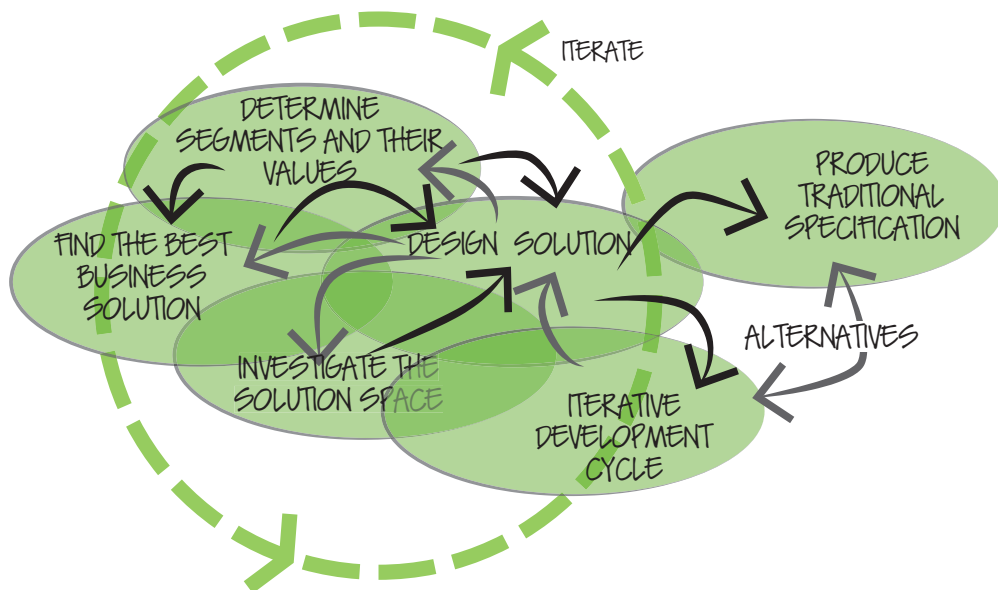 ITERATE
DETERMINE
SEGMENTS AND THEIR
VALUES
PRODUCE
TRADITIONAL
SPECIFICATION
FIND THE BEST
BUSINESS
SOLUTION
DESIGN SOLUTION
ALTERNATIVES
INVESTIGATE THE
SOLUTION SPACE
ITERATIVE
DEVELOPMENT
CYCLE